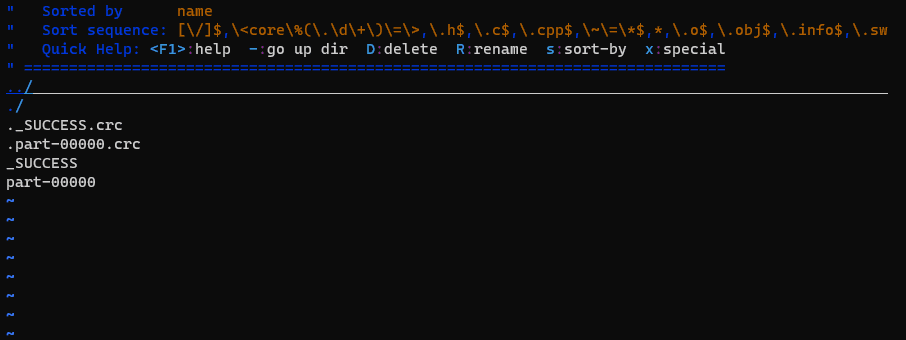 "   Sorted by      name
"   Sort sequence: [\/]$,\<core\%(\.\d\+\)\=\>,\.h$,\.c$,\.cpp$,\~\=\*$,*,\.o$,\.obj$,\.info$,\.sw
"   Quick Help: <F1>:help  -:go up dir  D:delete  R:rename  s:sort-by  x:special
" ==============================================================================
../
./
._SUCCESS.crc
.part-00000.crc
_SUCCESS
part-00000
~
~
~
~
~
~
~
~